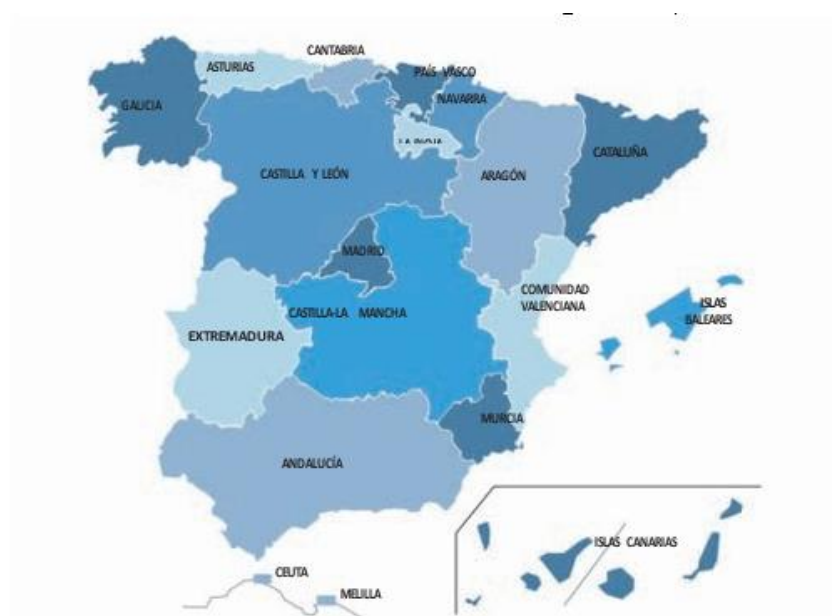 CANTABRIA
ASTURIAS
PAÍS VASCO
GALICIA
NAVARRA
CATALUÑA
CASTILLA Y LEÓN
ARAGÓN
MADRID
COMUNIDAD
VALENCIANA
ISLAS
BALEARES
CASTILLA-LA MANCHA
EXTREMADURA
MURCIA
ANDALUCÍA
ISLAS CANARIAS
CEUTA
MELILLA